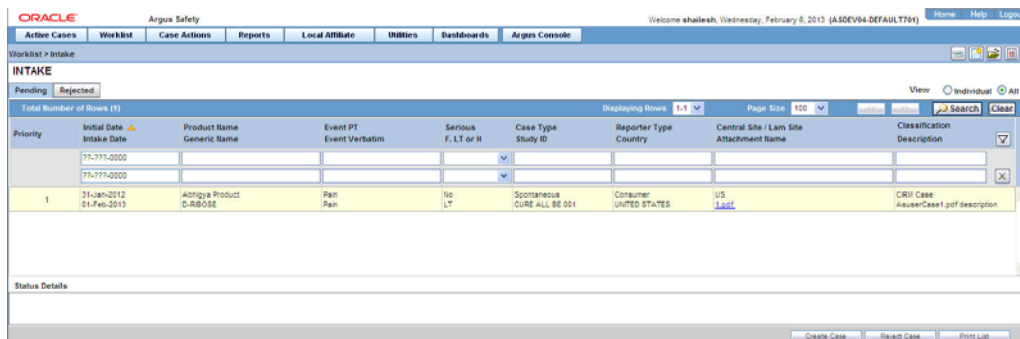 ORACLE Argus Safety Welcome shailesh, Wednesday, February 6, 2013 (ASDEV04-DEFAULT701) Home Help Logou
Active Cases Worklist Case Actions Reports Local Affiliate Utilities Dashboards Argus Console
Worklist > Intake
INTAKE
Pending Rejected View Individual All
Total Number of Rows (1) Displaying Rows 1-1 Page Size 100 Search Clear
Priority Initial Date Product Name Event PT Serious Case Type Reporter Type Central Site / Lam Site Classification
Intake Date Generic Name Event Verbatim F, LT or H Study ID Country Attachment Name Description
??-???-0000
??-???-0000
1 31-Jan-2012 Abhigya Product Pain No Spontaneous Consumer US CRM Case
01-Feb-2013 D-RIBOSE Pain LT CURE ALL BE 001 UNITED STATES 1.pdf AsuserCase1.pdf description
Status Details
Create Case Reject Case Print List